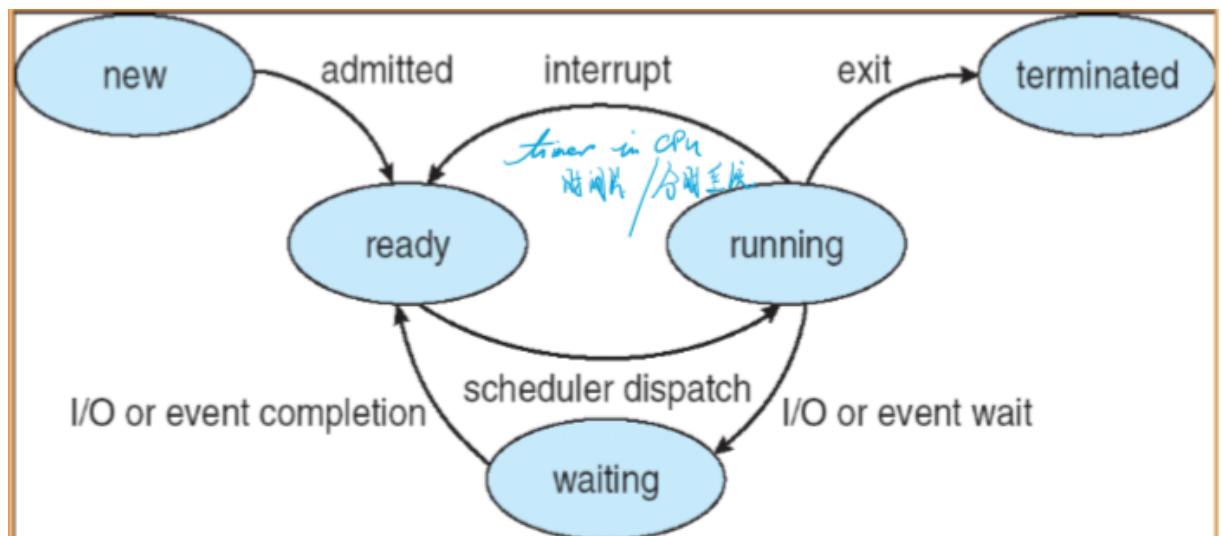 new
admitted
interrupt
exit
terminated
timer in CPU
时间片 / 分时系统
ready
running
scheduler dispatch
I/O or event completion
I/O or event wait
waiting